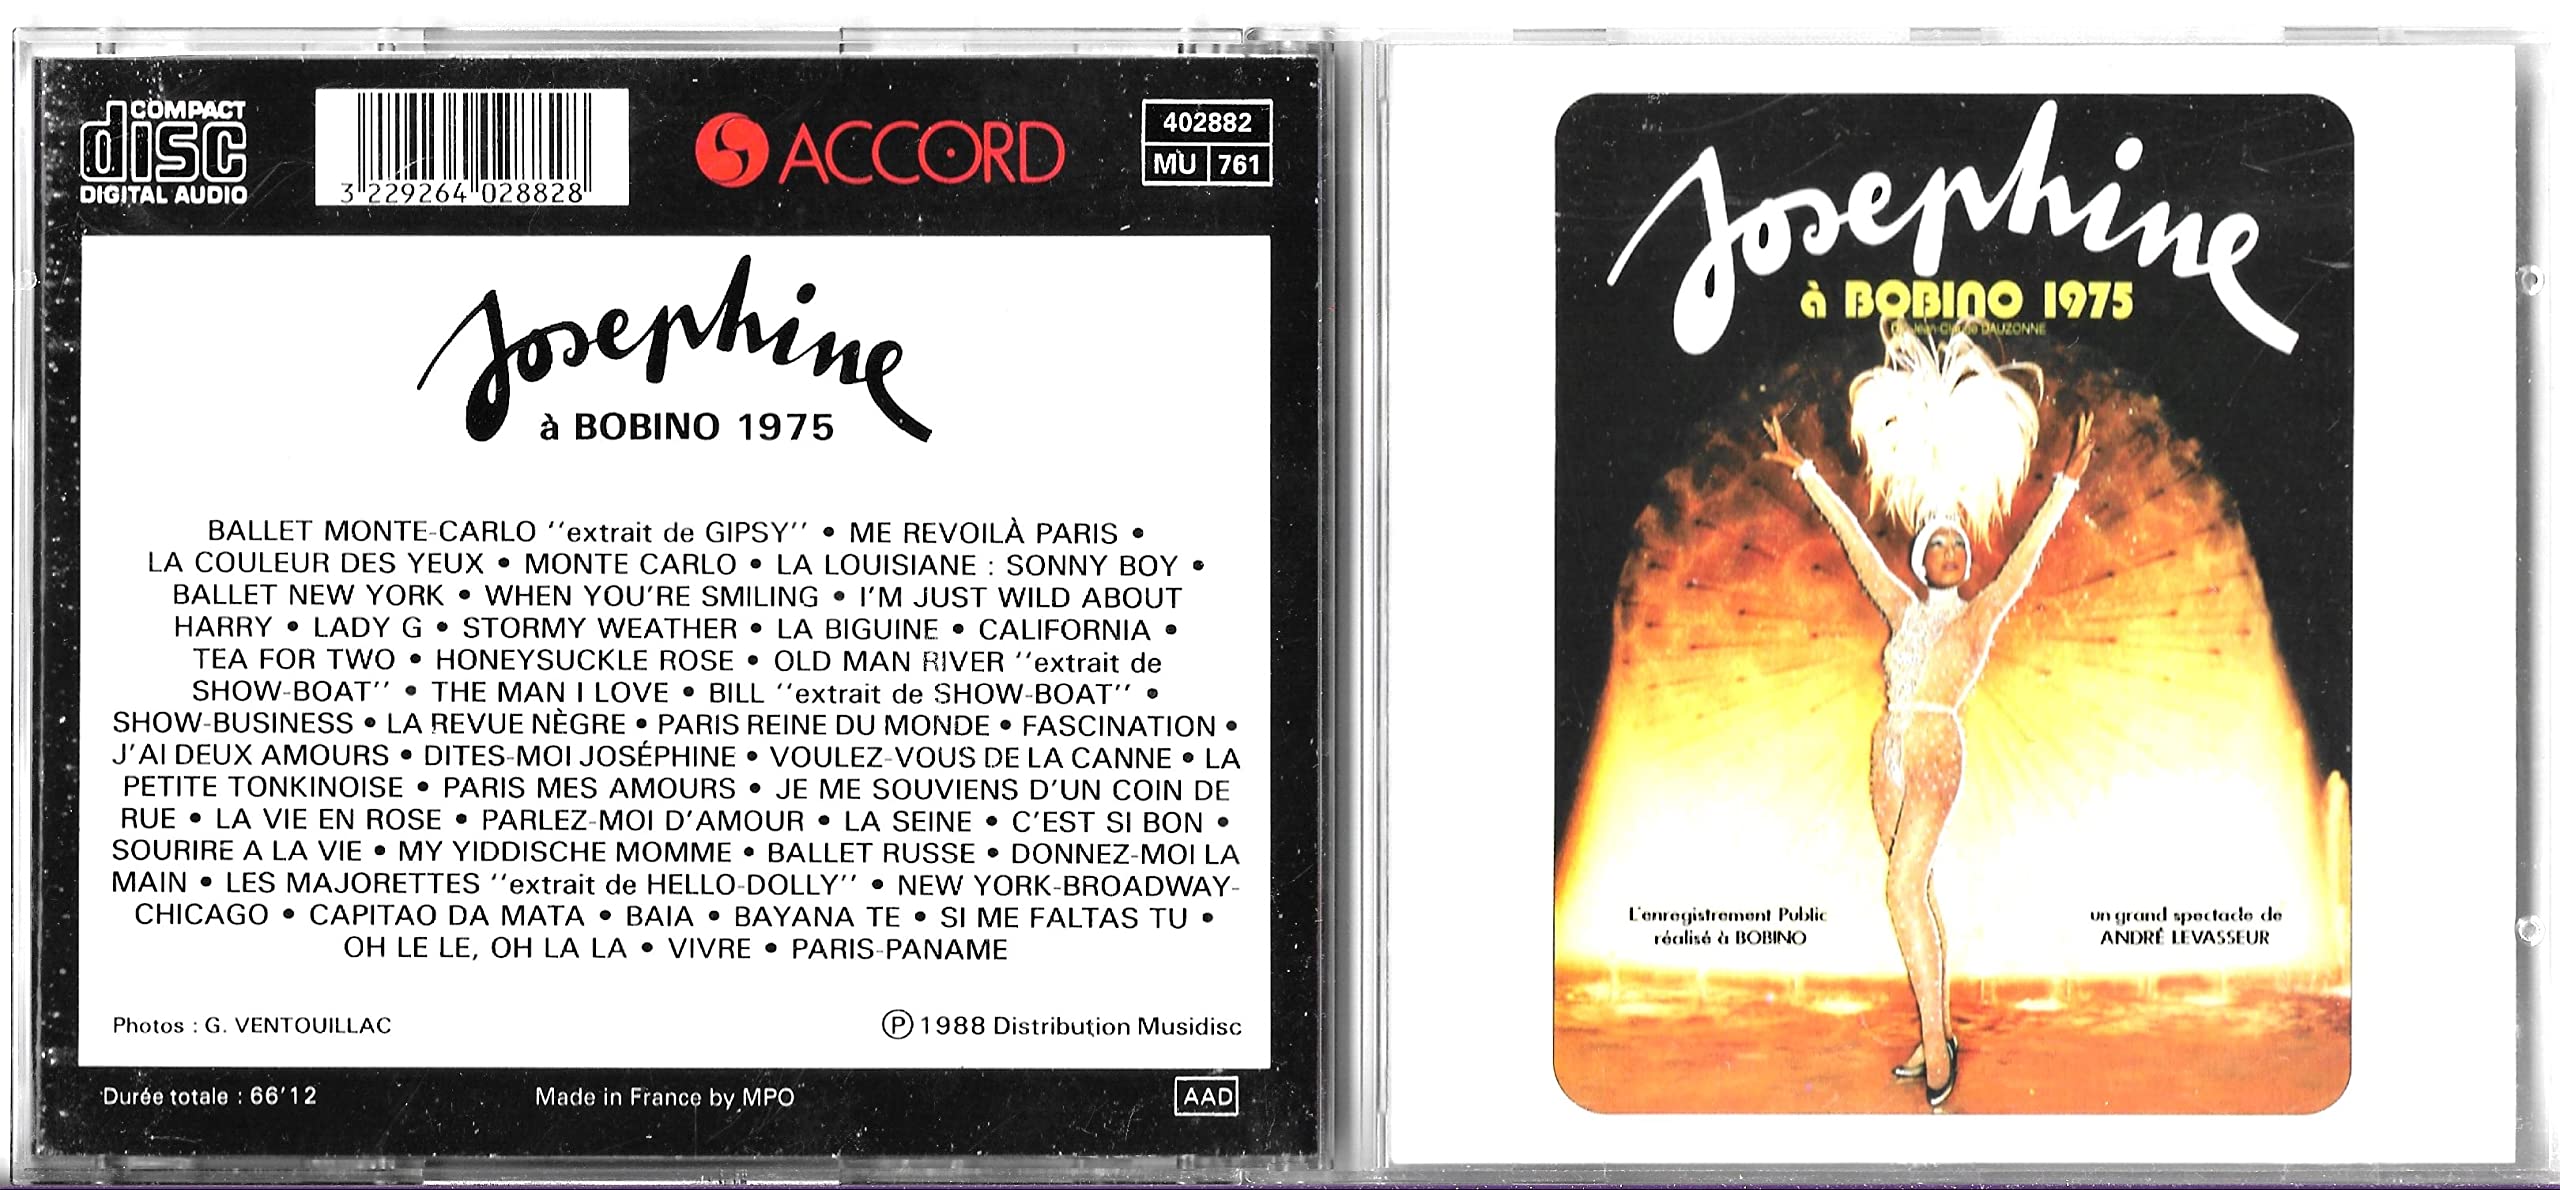 COMPACT
disc
DIGITAL AUDIO
3 229264 028828
ACCORD
402882
MU 761
Josephine
à BOBINO 1975
BALLET MONTE-CARLO ''extrait de GIPSY'' • ME REVOILÀ PARIS •
LA COULEUR DES YEUX • MONTE CARLO • LA LOUISIANE : SONNY BOY •
BALLET NEW YORK • WHEN YOU'RE SMILING • I'M JUST WILD ABOUT
HARRY • LADY G • STORMY WEATHER • LA BIGUINE • CALIFORNIA •
TEA FOR TWO • HONEYSUCKLE ROSE • OLD MAN RIVER ''extrait de
SHOW-BOAT'' • THE MAN I LOVE • BILL ''extrait de SHOW-BOAT'' •
SHOW-BUSINESS • LA REVUE NÈGRE • PARIS REINE DU MONDE • FASCINATION •
J'AI DEUX AMOURS • DITES-MOI JOSÉPHINE • VOULEZ-VOUS DE LA CANNE • LA
PETITE TONKINOISE • PARIS MES AMOURS • JE ME SOUVIENS D'UN COIN DE
RUE • LA VIE EN ROSE • PARLEZ-MOI D'AMOUR • LA SEINE • C'EST SI BON •
SOURIRE A LA VIE • MY YIDDISCHE MOMME • BALLET RUSSE • DONNEZ-MOI LA
MAIN • LES MAJORETTES ''extrait de HELLO-DOLLY'' • NEW YORK-BROADWAY-
CHICAGO • CAPITAO DA MATA • BAIA • BAYANA TE • SI ME FALTAS TU •
OH LE LE, OH LA LA • VIVRE • PARIS-PANAME
Photos : G. VENTOUILLAC
Ⓟ 1988 Distribution Musidisc
Durée totale : 66'12
Made in France by MPO
AAD
Josephine
à BOBINO 1975
Jean-Claude DAUZONNE
L'enregistrement Public
réalisé à BOBINO
un grand spectacle de
ANDRÉ LEVASSEUR